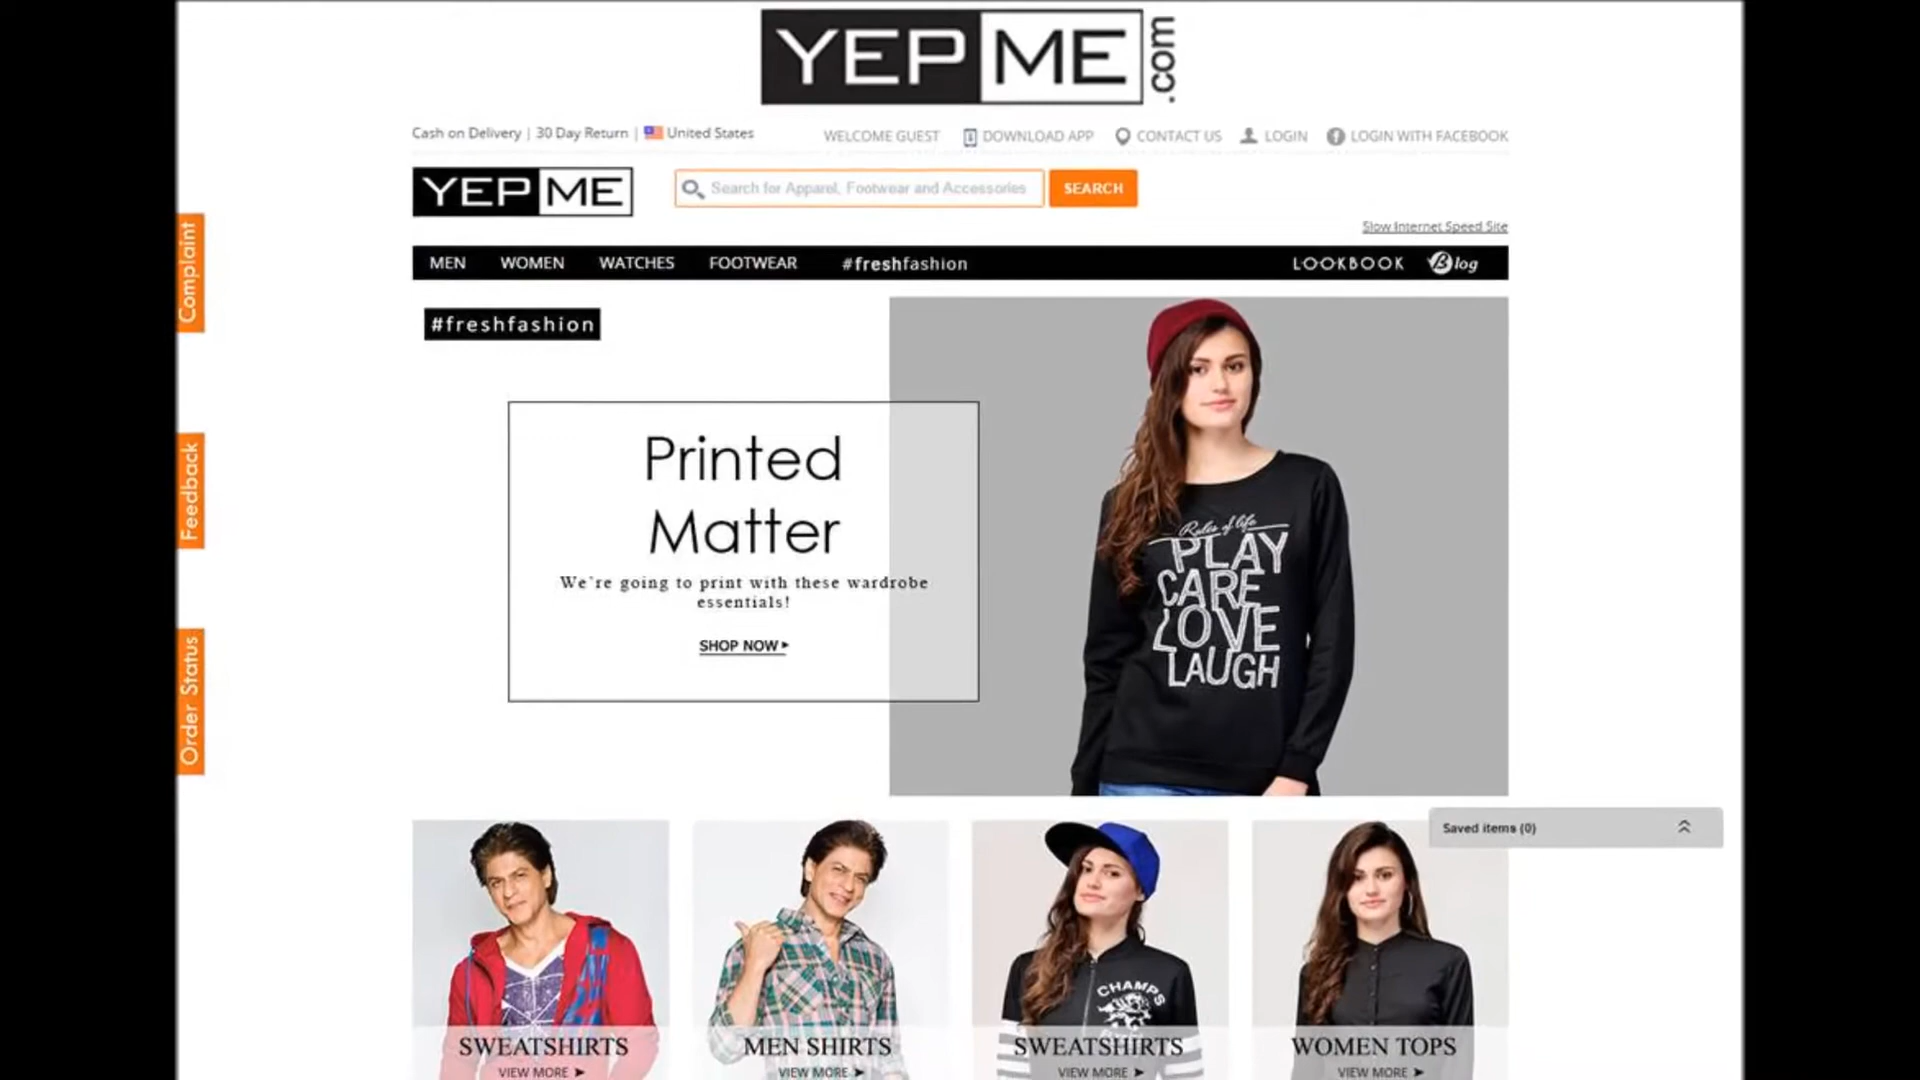 YEPME.com
Cash on Delivery | 30 Day Return | United States
WELCOME GUEST
DOWNLOAD APP
CONTACT US
LOGIN
LOGIN WITH FACEBOOK
YEPME
Search for Apparel, Footwear and Accessories
SEARCH
Slow Internet Speed Site
MEN
WOMEN
WATCHES
FOOTWEAR
#freshfashion
LOOKBOOK
Blog
Complaint
Feedback
Order Status
#freshfashion
Printed
Matter
We're going to print with these wardrobe
essentials!
SHOP NOW
Rules of life
PLAY
CARE
LOVE
LAUGH
Saved items (0)
CHAMPS
SWEATSHIRTS
VIEW MORE
MEN SHIRTS
VIEW MORE
SWEATSHIRTS
VIEW MORE
WOMEN TOPS
VIEW MORE